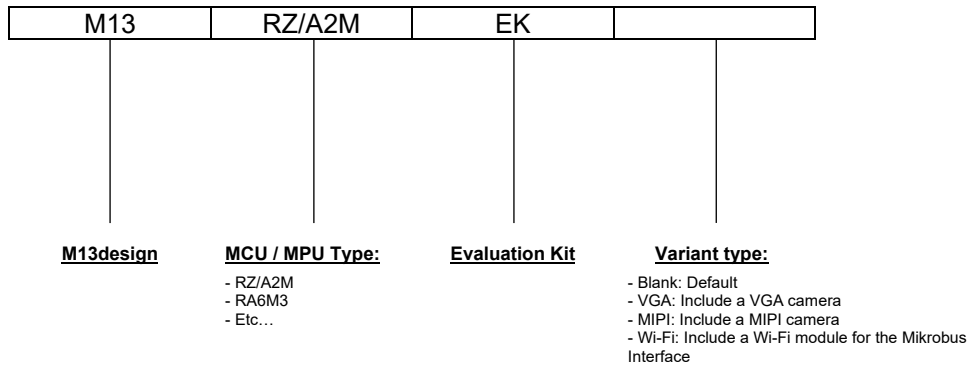 M13 RZ/A2M EK
M13design MCU / MPU Type: Evaluation Kit Variant type:
- RZ/A2M
- RA6M3
- Etc…
- Blank: Default
- VGA: Include a VGA camera
- MIPI: Include a MIPI camera
- Wi-Fi: Include a Wi-Fi module for the Mikrobus
Interface